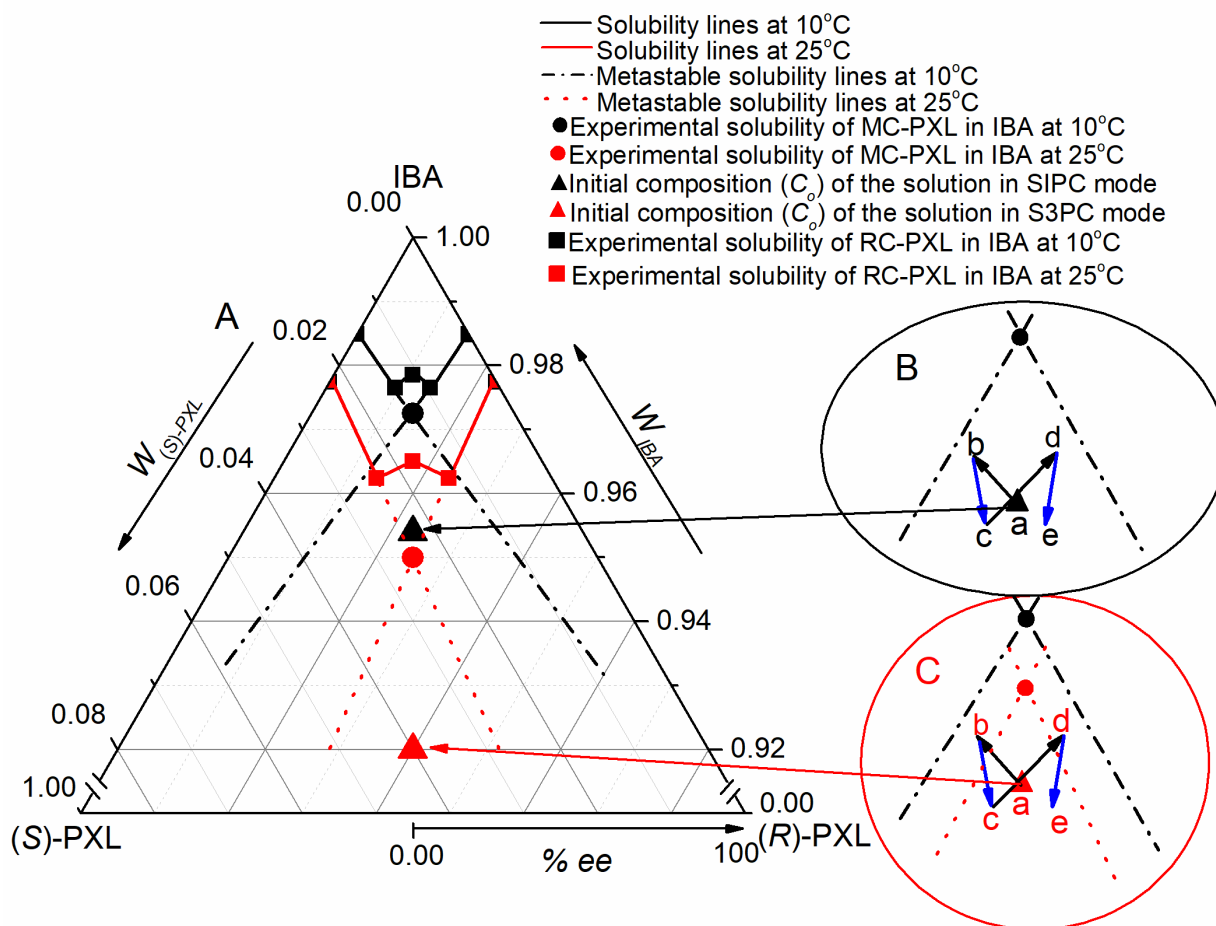 Solubility lines at 10°C
Solubility lines at 25°C
Metastable solubility lines at 10°C
Metastable solubility lines at 25°C
Experimental solubility of MC-PXL in IBA at 10°C
Experimental solubility of MC-PXL in IBA at 25°C
Initial composition (Co) of the solution in SIPC mode
Initial composition (Co) of the solution in S3PC mode
Experimental solubility of RC-PXL in IBA at 10°C
Experimental solubility of RC-PXL in IBA at 25°C
IBA
0.00
1.00
A
0.02
0.98
W(S)-PXL
WIBA
0.04
0.96
0.06
0.94
0.08
0.92
1.00
0.00
(S)-PXL
(R)-PXL
0.00
% ee
100
B
b
d
a
c
e
C
b
d
a
c
e